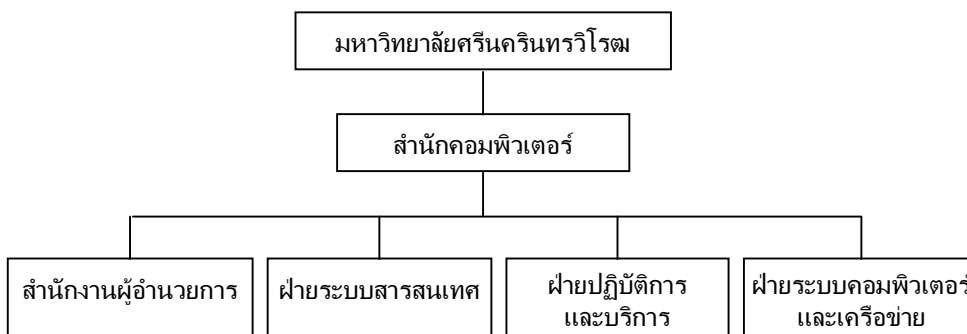 มหาวิทยาลัยศรีนครินทรวิโรฒ
สำนักคอมพิวเตอร์
สำนักงานผู้อำนวยการ
ฝ่ายระบบสารสนเทศ
ฝ่ายปฏิบัติการ
และบริการ
ฝ่ายระบบคอมพิวเตอร์
และเครือข่าย